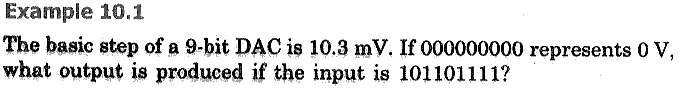 Example 10.1
The basic step of a 9-bit DAC is 10.3 mV. If 000000000 represents 0 V,
what output is produced if the input is 101101111?